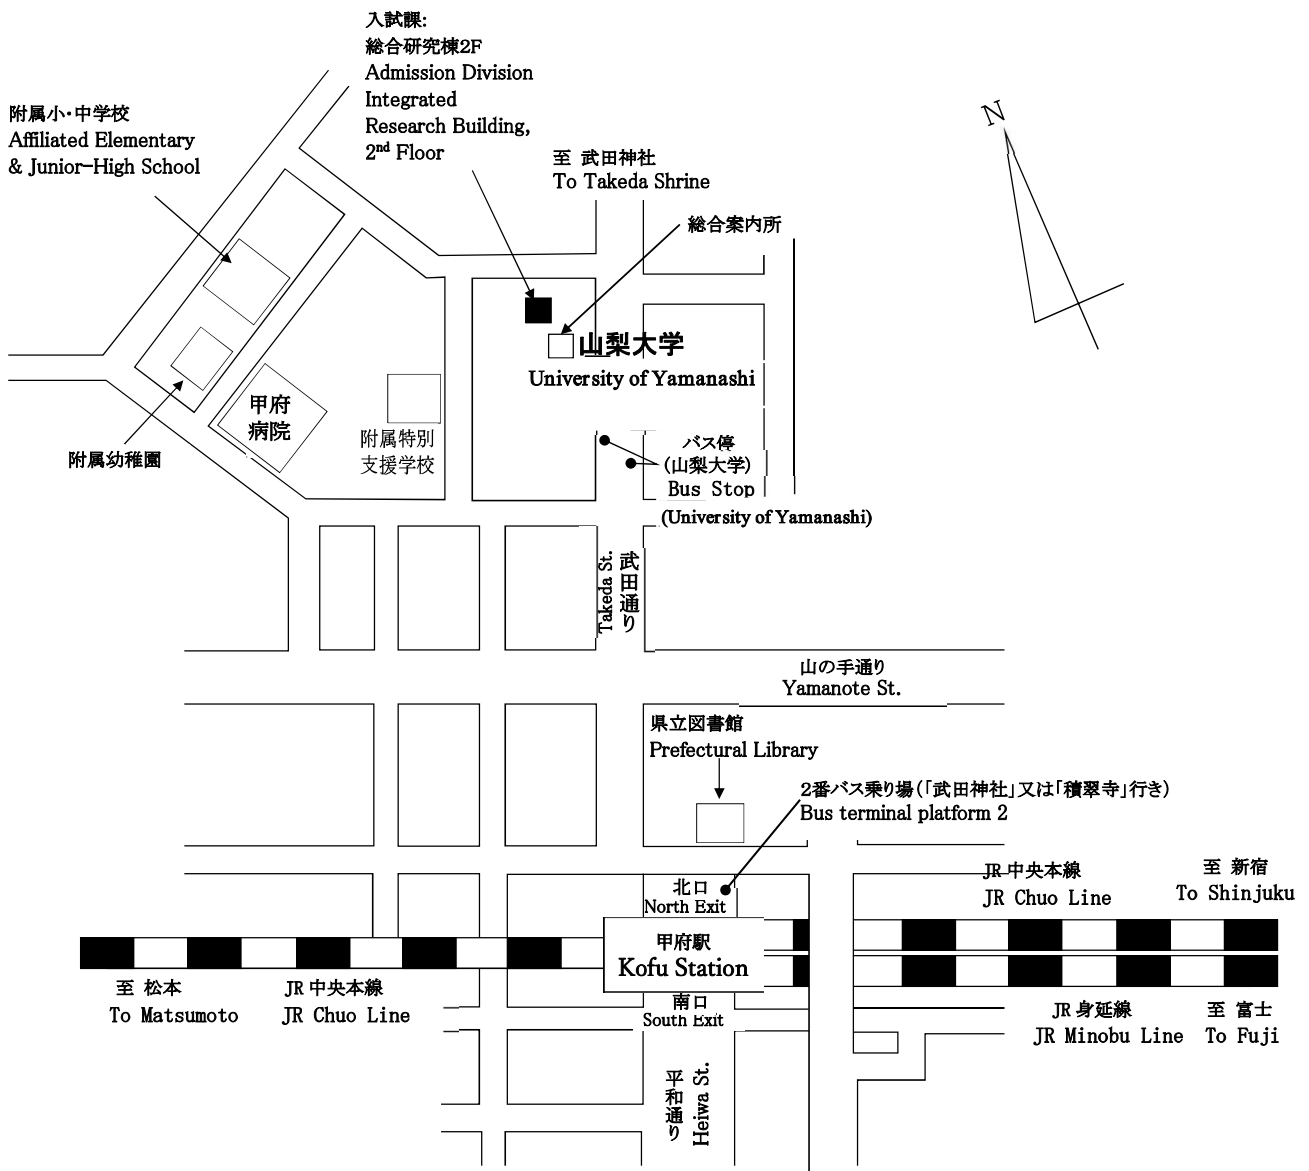 入試課:
総合研究棟2F
Admission Division
Integrated
Research Building,
2nd Floor
附属小・中学校
Affiliated Elementary
& Junior-High School
至 武田神社
To Takeda Shrine
総合案内所
N
山梨大学
University of Yamanashi
甲府
病院
附属特別
支援学校
附属幼稚園
バス停
(山梨大学)
Bus Stop
(University of Yamanashi)
Takeda St.
武田通り
山の手通り
Yamanote St.
県立図書館
Prefectural Library
2番バス乗り場(「武田神社」又は「積翠寺」行き)
Bus terminal platform 2
北口
North Exit
JR 中央本線
JR Chuo Line
至 新宿
To Shinjuku
甲府駅
Kofu Station
至 松本
To Matsumoto
JR 中央本線
JR Chuo Line
南口
South Exit
JR 身延線
JR Minobu Line
至 富士
To Fuji
平和通り
Heiwa St.